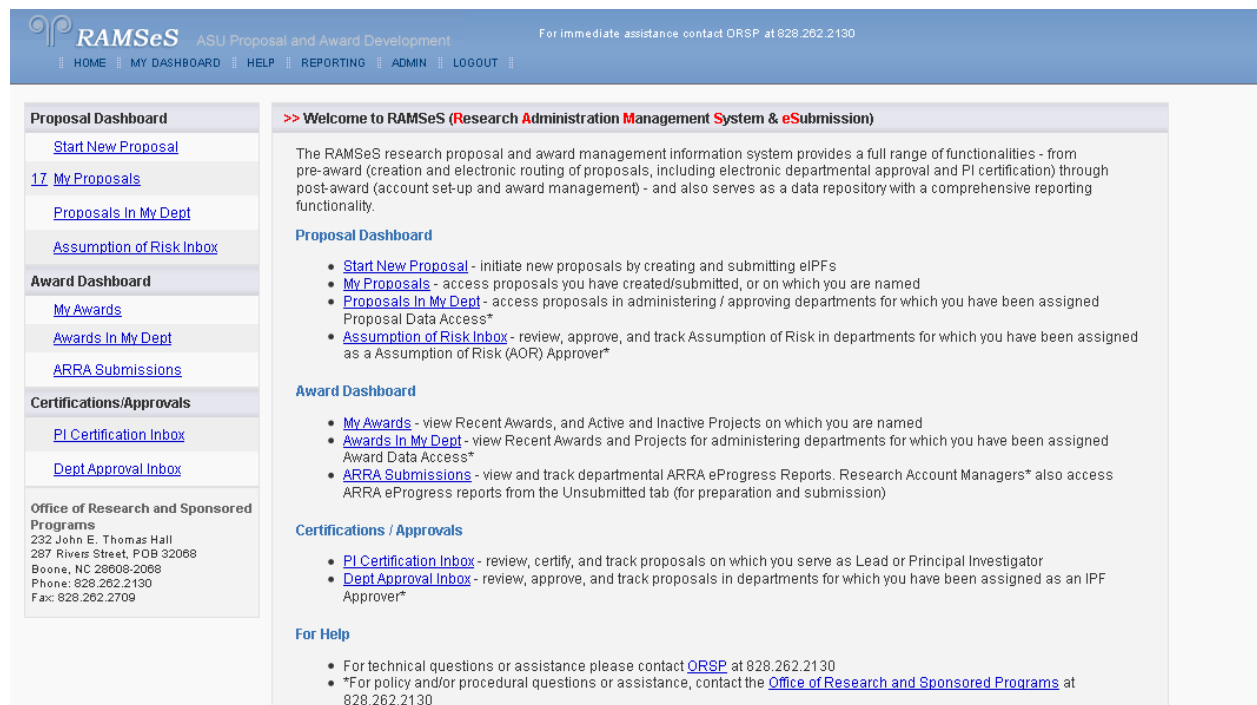 RAMSeS ASU Proposal and Award Development
For immediate assistance contact ORSP at 828.262.2130
HOME MY DASHBOARD HELP REPORTING ADMIN LOGOUT
Proposal Dashboard
Start New Proposal
17 My Proposals
Proposals In My Dept
Assumption of Risk Inbox
Award Dashboard
My Awards
Awards In My Dept
ARRA Submissions
Certifications/Approvals
PI Certification Inbox
Dept Approval Inbox
Office of Research and Sponsored
Programs
232 John E. Thomas Hall
287 Rivers Street, POB 32068
Boone, NC 28608-2068
Phone: 828.262.2130
Fax: 828.262.2709
>> Welcome to RAMSeS (Research Administration Management System & eSubmission)
The RAMSeS research proposal and award management information system provides a full range of functionalities - from
pre-award (creation and electronic routing of proposals, including electronic departmental approval and PI certification) through
post-award (account set-up and award management) - and also serves as a data repository with a comprehensive reporting
functionality.
Proposal Dashboard
• Start New Proposal - initiate new proposals by creating and submitting eIPFs
• My Proposals - access proposals you have created/submitted, or on which you are named
• Proposals In My Dept - access proposals in administering / approving departments for which you have been assigned
Proposal Data Access*
• Assumption of Risk Inbox - review, approve, and track Assumption of Risk in departments for which you have been assigned
as a Assumption of Risk (AOR) Approver*
Award Dashboard
• My Awards - view Recent Awards, and Active and Inactive Projects on which you are named
• Awards In My Dept - view Recent Awards and Projects for administering departments for which you have been assigned
Award Data Access*
• ARRA Submissions - view and track departmental ARRA eProgress Reports. Research Account Managers* also access
ARRA eProgress reports from the Unsubmitted tab (for preparation and submission)
Certifications / Approvals
• PI Certification Inbox - review, certify, and track proposals on which you serve as Lead or Principal Investigator
• Dept Approval Inbox - review, approve, and track proposals in departments for which you have been assigned as an IPF
Approver*
For Help
• For technical questions or assistance please contact ORSP at 828.262.2130
• *For policy and/or procedural questions or assistance, contact the Office of Research and Sponsored Programs at
828.262.2130